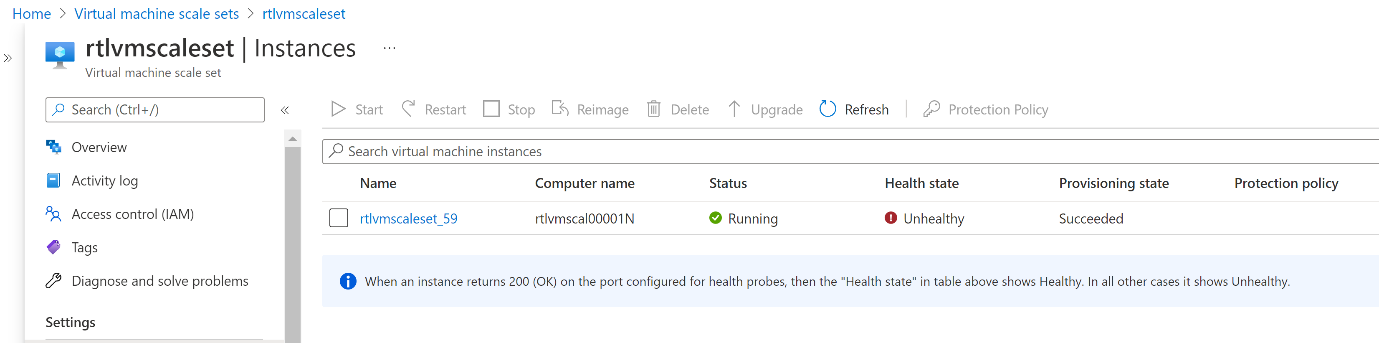 Home > Virtual machine scale sets > rtlvmscaleset
»
rtlvmscaleset | Instances ...
Virtual machine scale set
Search (Ctrl+/) «
Overview
Activity log
Access control (IAM)
Tags
Diagnose and solve problems
Settings
Start Restart Stop Reimage Delete Upgrade Refresh Protection Policy
Search virtual machine instances
Name Computer name Status Health state Provisioning state Protection policy
rtlvmscaleset_59 rtlvmscal00001N Running Unhealthy Succeeded
When an instance returns 200 (OK) on the port configured for health probes, then the "Health state" in table above shows Healthy. In all other cases it shows Unhealthy.